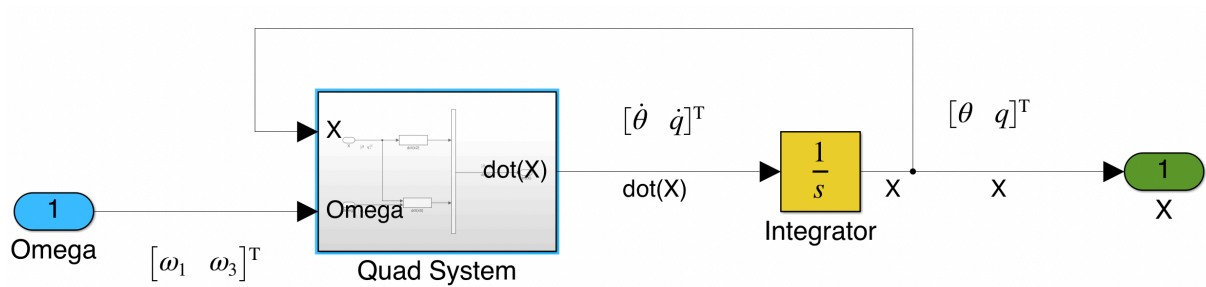 [θ̇ q̇]ᵀ
[θ q]ᵀ
X
dot(X)
1
1/s
dot(X)
X
X
1
Omega
X
Omega
Integrator
[ω₁ ω₃]ᵀ
Quad System